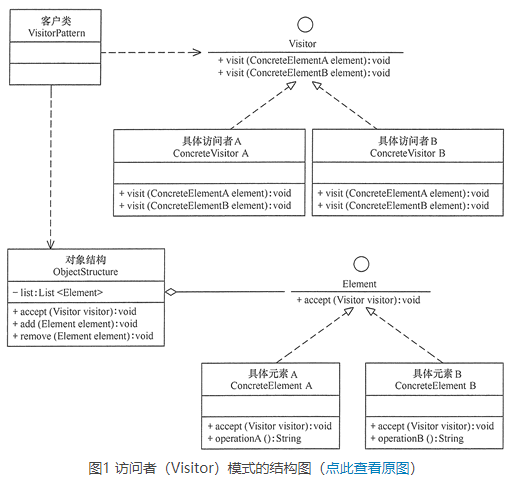 客户类
VisitorPattern
Visitor
+ visit (ConcreteElementA element):void
+ visit (ConcreteElementB element):void
具体访问者A
ConcreteVisitor A
+ visit (ConcreteElementA element):void
+ visit (ConcreteElementB element):void
具体访问者B
ConcreteVisitor B
+ visit (ConcreteElementA element):void
+ visit (ConcreteElementB element):void
对象结构
ObjectStructure
− list:List <Element>
+ accept (Visitor visitor):void
+ add (Element element):void
+ remove (Element element):void
Element
+ accept (Visitor visitor):void
具体元素A
ConcreteElement A
+ accept (Visitor visitor):void
+ operationA ():String
具体元素B
ConcreteElement B
+ accept (Visitor visitor):void
+ operationB ():String
图1 访问者（Visitor）模式的结构图（点此查看原图）